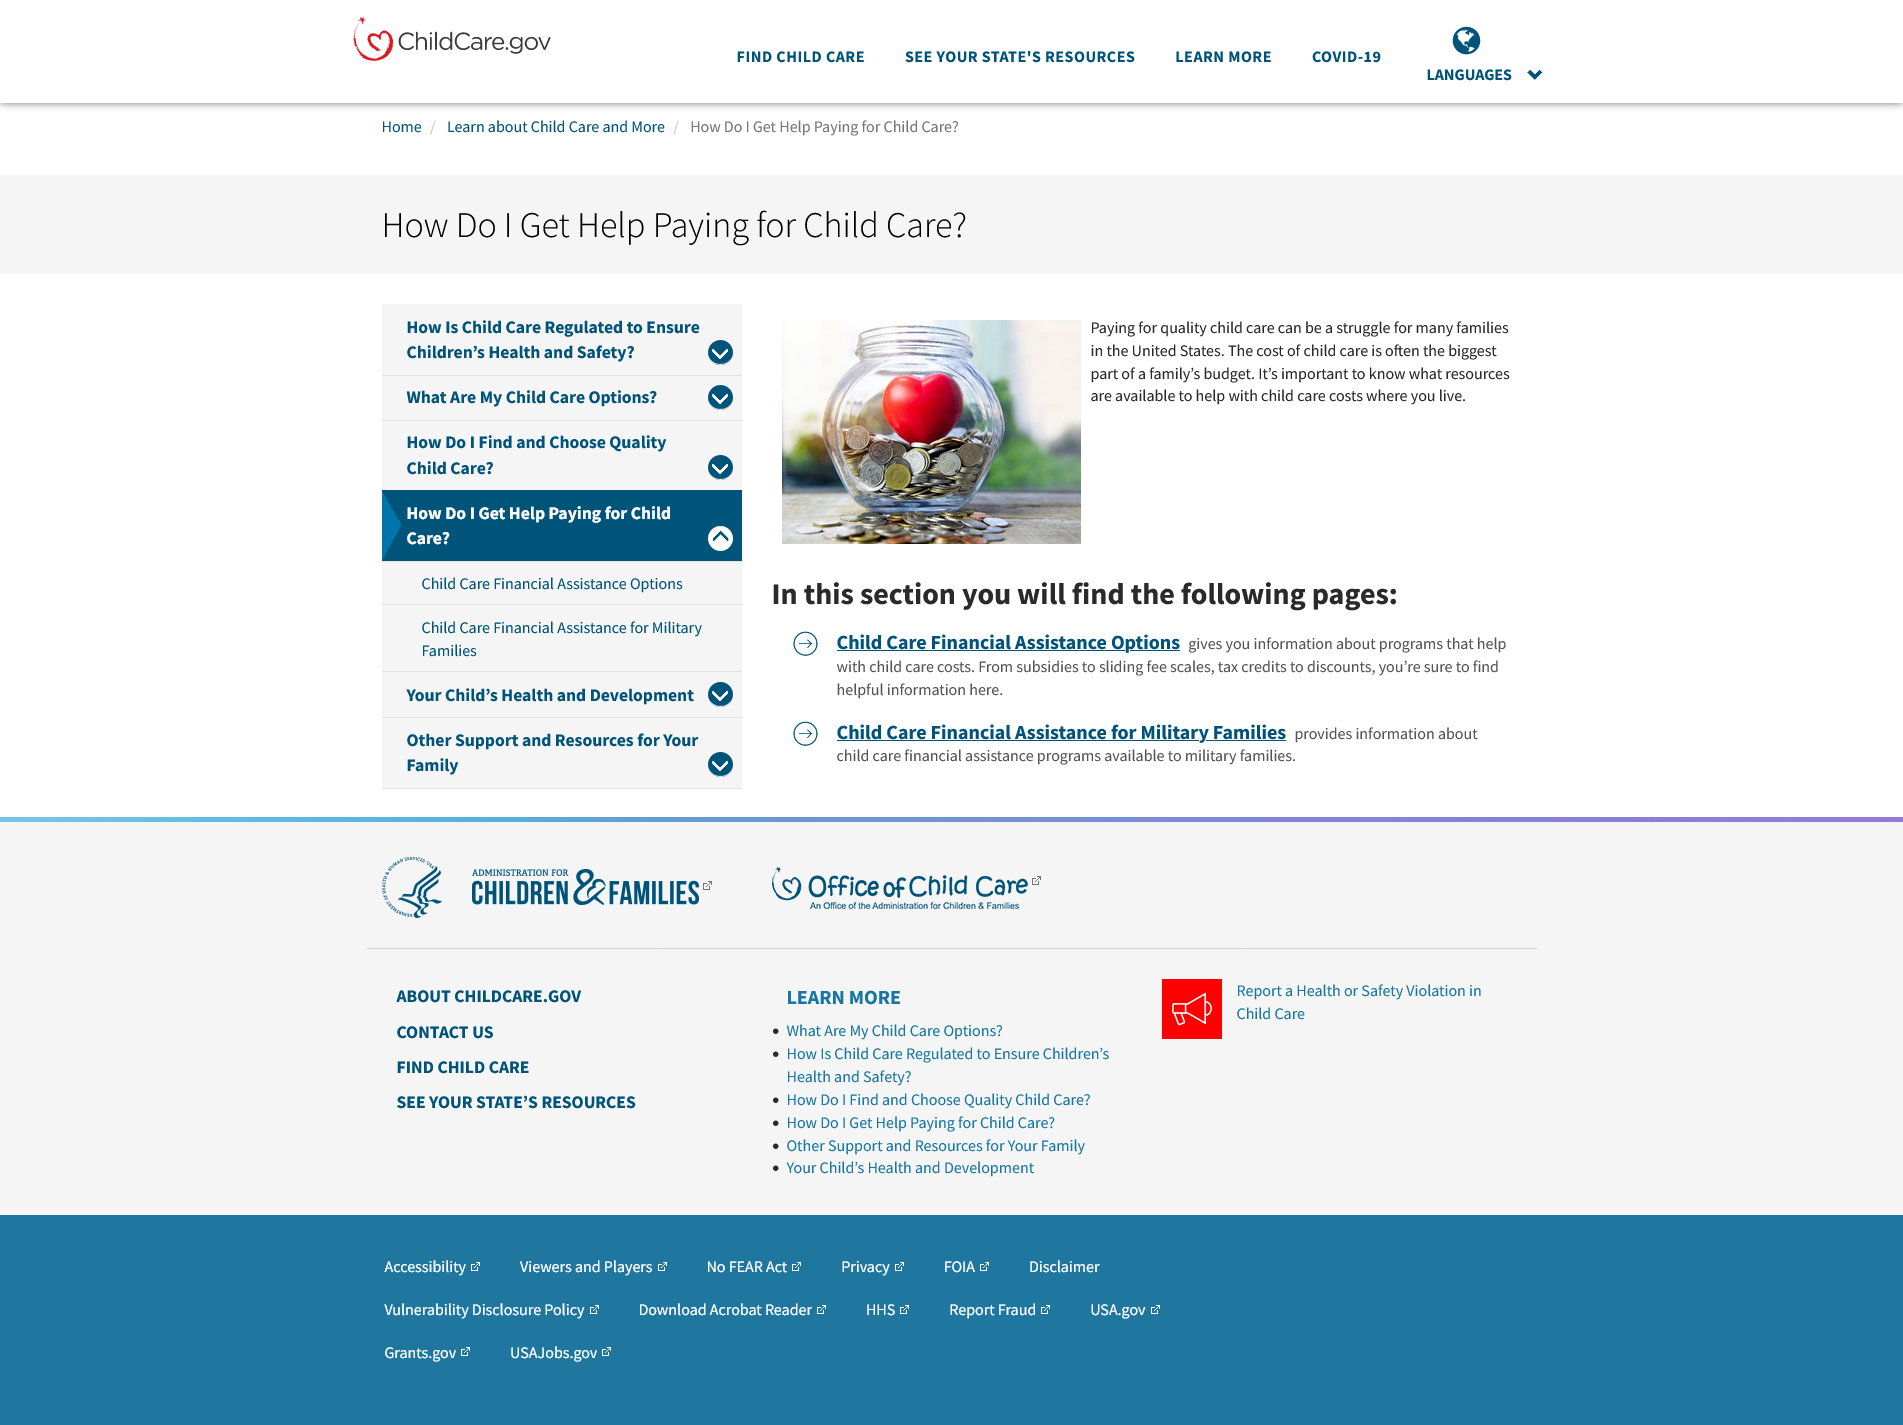 ChildCare.gov
FIND CHILD CARE
SEE YOUR STATE'S RESOURCES
LEARN MORE
COVID-19
LANGUAGES
Home / Learn about Child Care and More / How Do I Get Help Paying for Child Care?
How Do I Get Help Paying for Child Care?
How Is Child Care Regulated to Ensure
Children’s Health and Safety?
What Are My Child Care Options?
How Do I Find and Choose Quality
Child Care?
How Do I Get Help Paying for Child
Care?
Child Care Financial Assistance Options
Child Care Financial Assistance for Military
Families
Your Child’s Health and Development
Other Support and Resources for Your
Family
Paying for quality child care can be a struggle for many families
in the United States. The cost of child care is often the biggest
part of a family’s budget. It’s important to know what resources
are available to help with child care costs where you live.
In this section you will find the following pages:
Child Care Financial Assistance Options gives you information about programs that help
with child care costs. From subsidies to sliding fee scales, tax credits to discounts, you’re sure to find
helpful information here.
Child Care Financial Assistance for Military Families provides information about
child care financial assistance programs available to military families.
DEPARTMENT OF HEALTH & HUMAN SERVICES · USA
ADMINISTRATION FOR
CHILDREN & FAMILIES
Office of Child Care
An Office of the Administration for Children & Families
ABOUT CHILDCARE.GOV
CONTACT US
FIND CHILD CARE
SEE YOUR STATE’S RESOURCES
LEARN MORE
What Are My Child Care Options?
How Is Child Care Regulated to Ensure Children’s
Health and Safety?
How Do I Find and Choose Quality Child Care?
How Do I Get Help Paying for Child Care?
Other Support and Resources for Your Family
Your Child’s Health and Development
Report a Health or Safety Violation in
Child Care
Accessibility
Viewers and Players
No FEAR Act
Privacy
FOIA
Disclaimer
Vulnerability Disclosure Policy
Download Acrobat Reader
HHS
Report Fraud
USA.gov
Grants.gov
USAJobs.gov